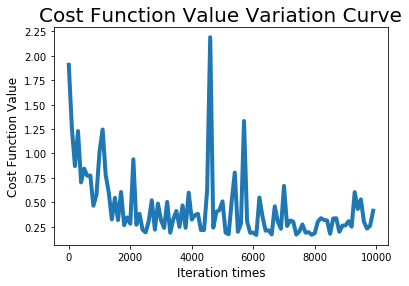 Cost Function Value Variation Curve
2.25
2.00
1.75
1.50
1.25
1.00
0.75
0.50
0.25
Cost Function Value
0 2000 4000 6000 8000 10000
Iteration times